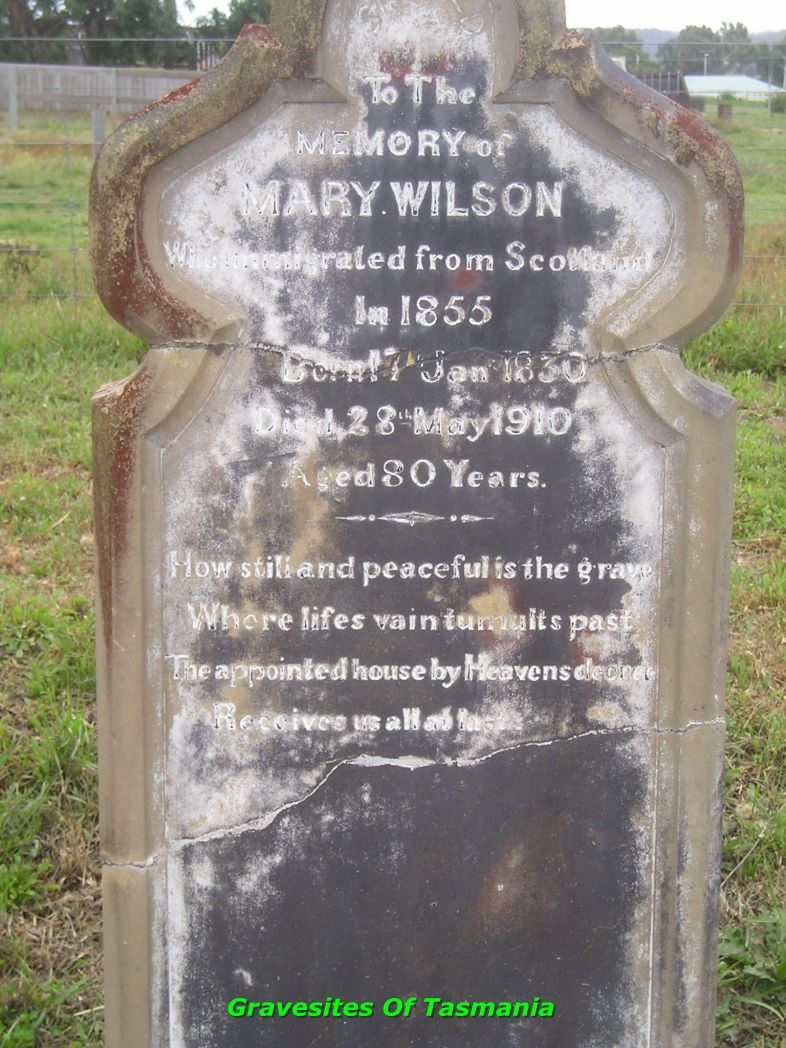 To The
MEMORY of
MARY. WILSON
Who immigrated from Scotland
In 1855
Born 17th Jan 1830
Died 28th May 1910
Aged 80 Years.
How still and peaceful is the grave
Where lifes vain tumults past
The appointed house by Heavens decree
Receives us all at last
Gravesites Of Tasmania